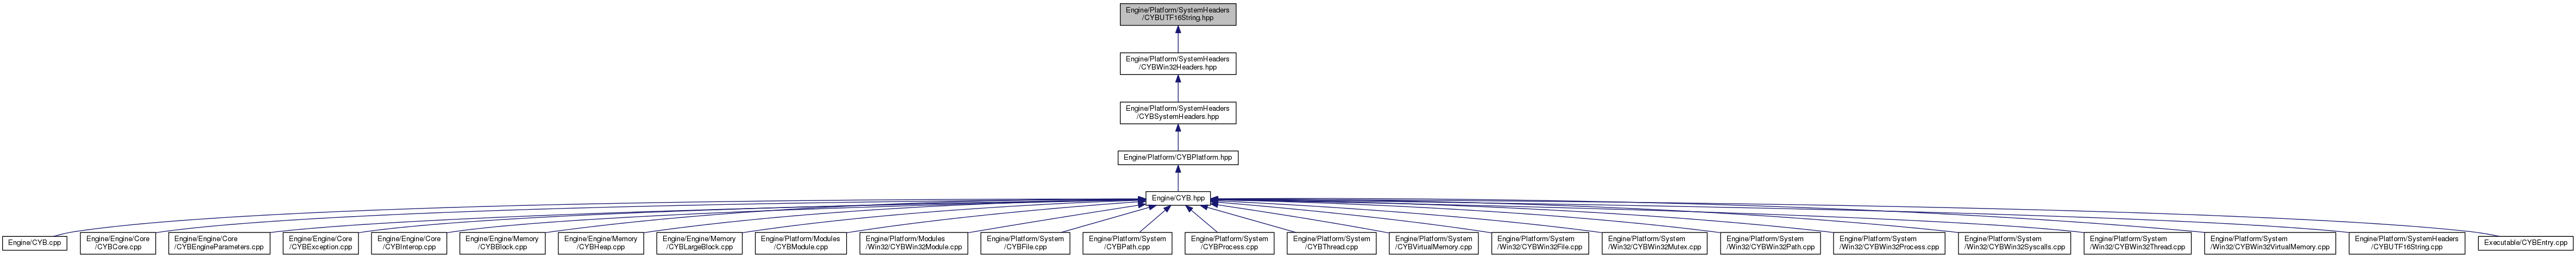 Engine/Platform/SystemHeaders
/CYBUTF16String.hpp
Engine/Platform/SystemHeaders
/CYBWin32Headers.hpp
Engine/Platform/SystemHeaders
/CYBSystemHeaders.hpp
Engine/Platform/CYBPlatform.hpp
Engine/CYB.hpp
Engine/CYB.cpp
Engine/Engine/Core
/CYBCore.cpp
Engine/Engine/Core
/CYBEngineParameters.cpp
Engine/Engine/Core
/CYBException.cpp
Engine/Engine/Core
/CYBInterop.cpp
Engine/Engine/Memory
/CYBBlock.cpp
Engine/Engine/Memory
/CYBHeap.cpp
Engine/Engine/Memory
/CYBLargeBlock.cpp
Engine/Platform/Modules
/CYBModule.cpp
Engine/Platform/Modules
/Win32/CYBWin32Module.cpp
Engine/Platform/System
/CYBFile.cpp
Engine/Platform/System
/CYBPath.cpp
Engine/Platform/System
/CYBProcess.cpp
Engine/Platform/System
/CYBThread.cpp
Engine/Platform/System
/CYBVirtualMemory.cpp
Engine/Platform/System
/Win32/CYBWin32File.cpp
Engine/Platform/System
/Win32/CYBWin32Mutex.cpp
Engine/Platform/System
/Win32/CYBWin32Path.cpp
Engine/Platform/System
/Win32/CYBWin32Process.cpp
Engine/Platform/System
/Win32/CYBWin32Syscalls.cpp
Engine/Platform/System
/Win32/CYBWin32Thread.cpp
Engine/Platform/System
/Win32/CYBWin32VirtualMemory.cpp
Engine/Platform/SystemHeaders
/CYBUTF16String.cpp
Executable/CYBEntry.cpp